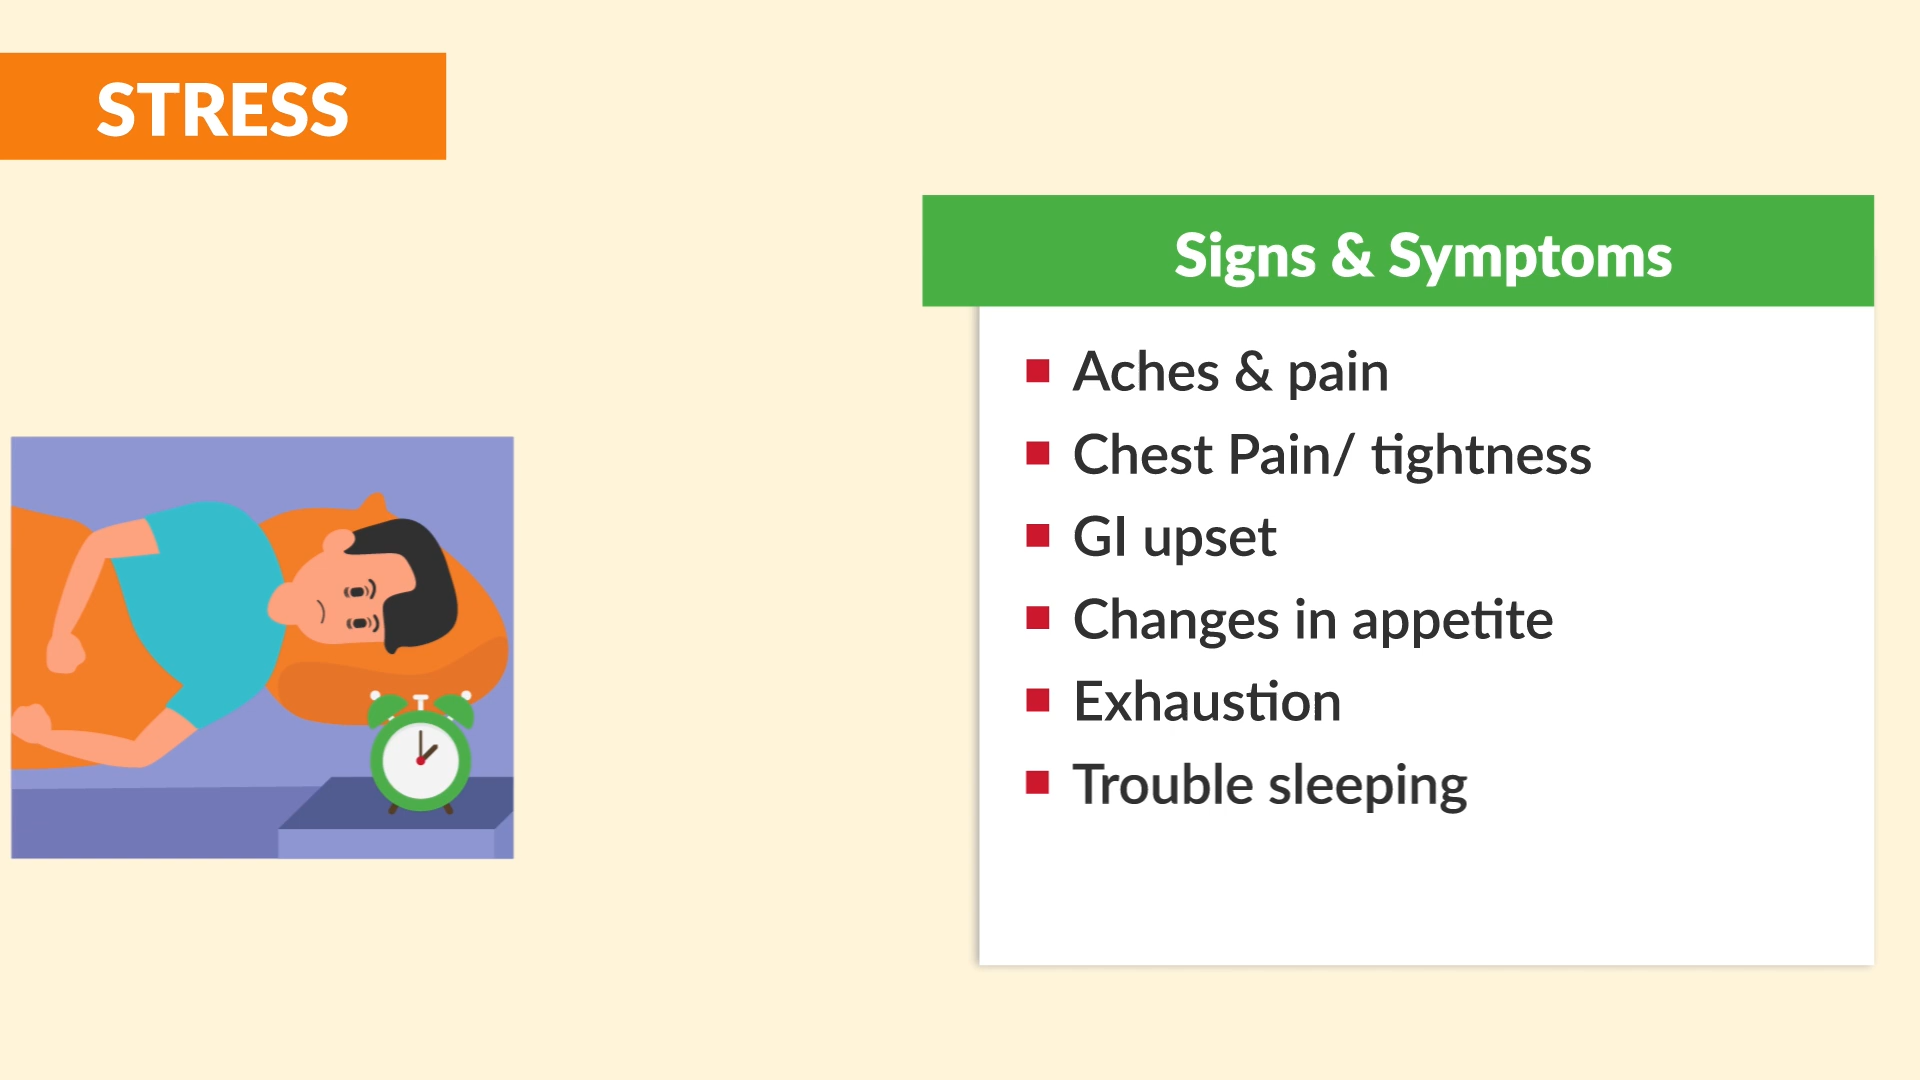 STRESS
Signs & Symptoms
Aches & pain
Chest Pain/ tightness
GI upset
Changes in appetite
Exhaustion
Trouble sleeping